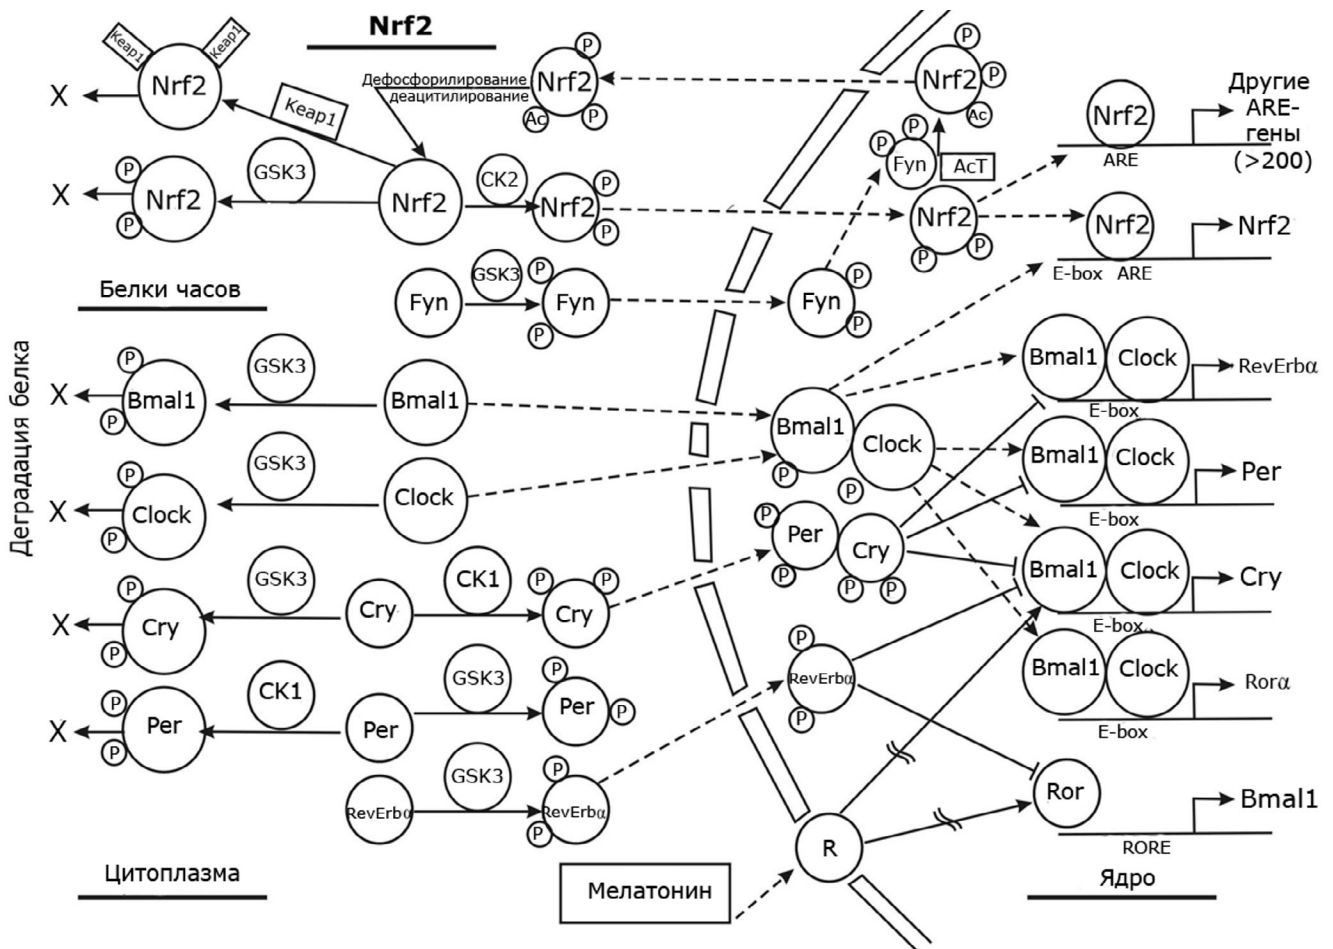 Nrf2
Keap1
Keap1
Nrf2
X
Keap1
Дефосфорилирование
деацитилирование
P
Nrf2
Ac
P
P
Nrf2
P
Ac
Другие
ARE-
гены
(>200)
Nrf2
ARE
P
P
Fyn
AcT
X
P
Nrf2
P
GSK3
Nrf2
CK2
P
Nrf2
P
Nrf2
P
P
Nrf2
E-box
ARE
Nrf2
Белки часов
Fyn
GSK3
P
Fyn
P
Fyn
P
P
Деградация белка
X
P
Bmal1
P
GSK3
Bmal1
Bmal1
P
Clock
P
Bmal1
Clock
E-box
RevErbα
X
P
Clock
P
GSK3
Clock
Bmal1
Clock
E-box
Per
P
Per
P
Cry
P
P
X
P
Cry
P
GSK3
Cry
CK1
P
P
Cry
Bmal1
Clock
E-box
Cry
X
P
Per
P
CK1
Per
GSK3
P
Per
P
P
RevErbα
P
Bmal1
Clock
E-box
Rorα
RevErbα
GSK3
P
RevErbα
P
Ror
RORE
Bmal1
R
Цитоплазма
Мелатонин
Ядро